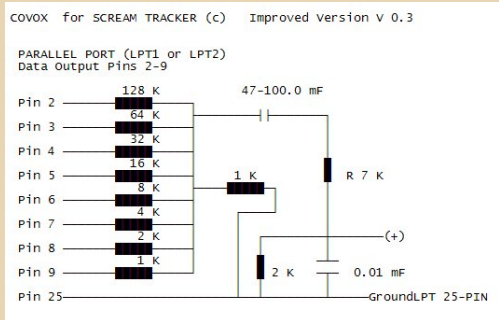 COVOX for SCREAM TRACKER (c) Improved Version V 0.3
PARALLEL PORT (LPT1 or LPT2)
Data Output Pins 2-9
128 K
47-100.0 mF
Pin 2
64 K
Pin 3
32 K
Pin 4
16 K
Pin 5
1 K
R 7 K
8 K
Pin 6
4 K
Pin 7
2 K
(+)
Pin 8
1 K
Pin 9
2 K
0.01 mF
Pin 25
GroundLPT 25-PIN